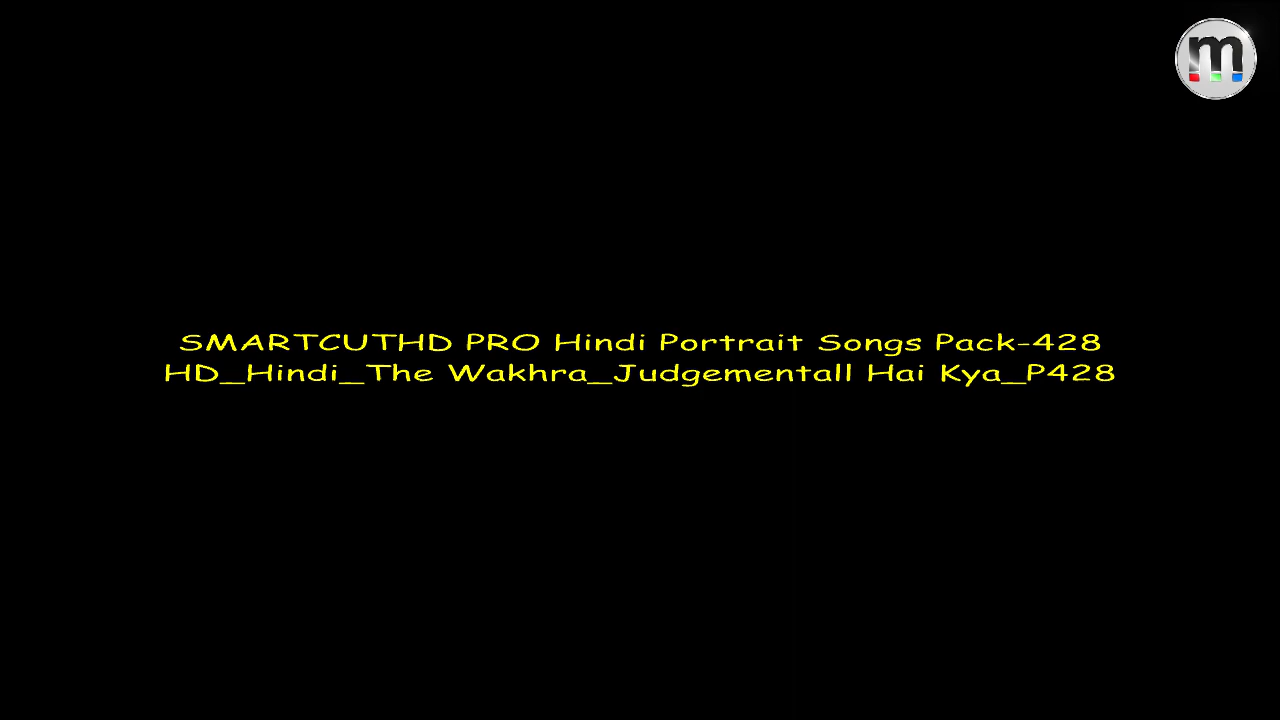 m
SMARTCUTHD PRO Hindi Portrait Songs Pack-428
HD_Hindi_The Wakhra_Judgementall Hai Kya_P428